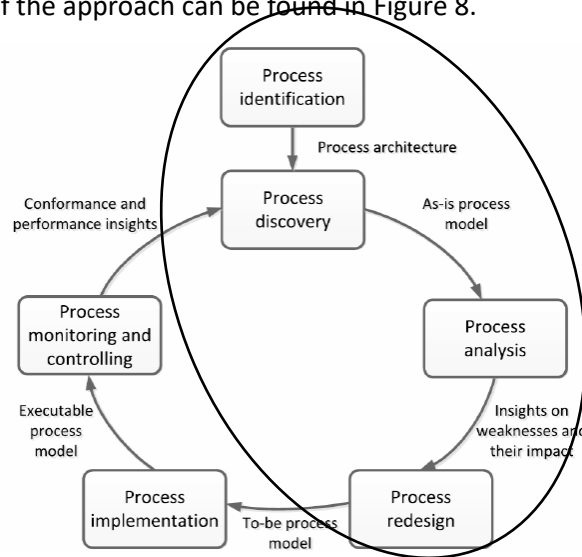 f the approach can be found in Figure 8.
Process
identification
Process architecture
Process
discovery
As-is process
model
Process
analysis
Insights on
weaknesses and
their impact
Process
redesign
To-be process
model
Process
implementation
Executable
process
model
Process
monitoring and
controlling
Conformance and
performance insights